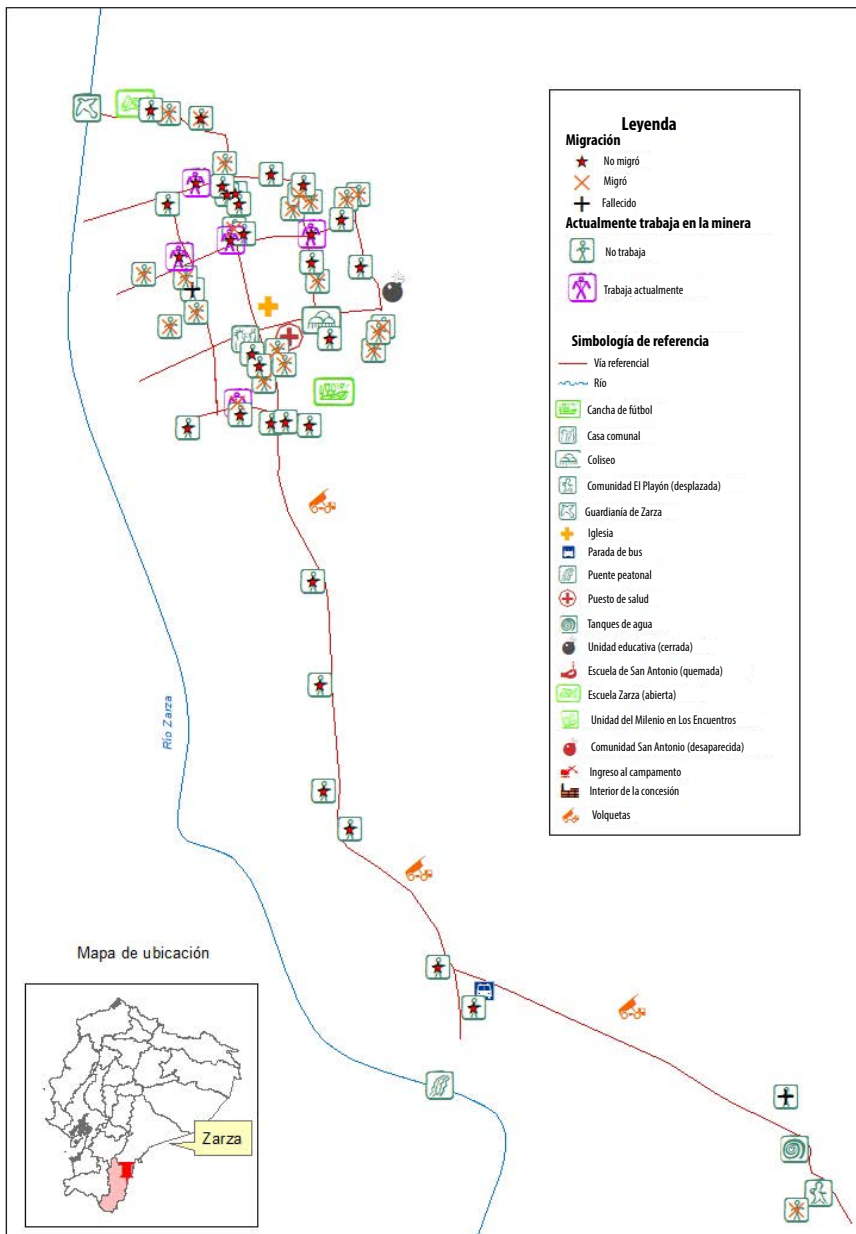 Leyenda
Migración
No migró
Migró
Fallecido
Actualmente trabaja en la minera
No trabaja
Trabaja actualmente
Simbología de referencia
Vía referencial
Río
Cancha de fútbol
Casa comunal
Coliseo
Comunidad El Playón (desplazada)
Guardianía de Zarza
Iglesia
Parada de bus
Puente peatonal
Puesto de salud
Tanques de agua
Unidad educativa (cerrada)
Escuela de San Antonio (quemada)
Escuela Zarza (abierta)
Unidad del Milenio en Los Encuentros
Comunidad San Antonio (desaparecida)
Ingreso al campamento
Interior de la concesión
Volquetas
Río Zarza
Mapa de ubicación
Zarza